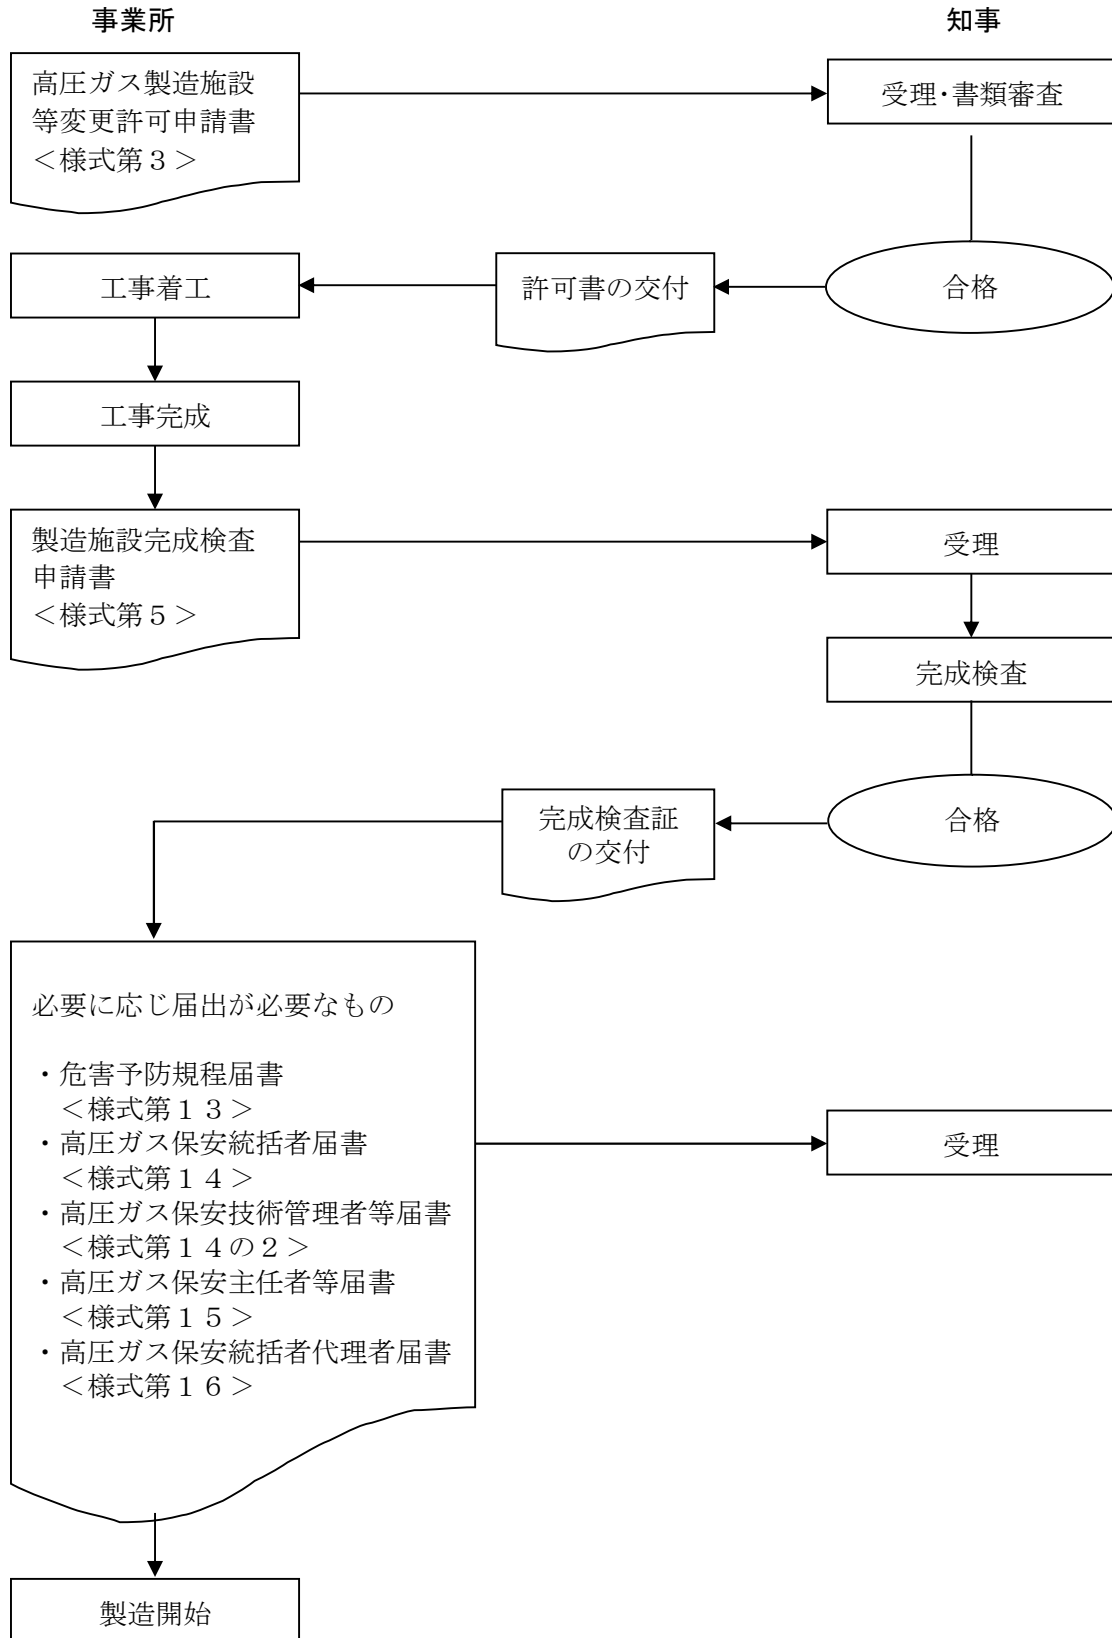 事業所
知事
高圧ガス製造施設
等変更許可申請書
＜様式第３＞
受理・書類審査
工事着工
許可書の交付
合格
工事完成
製造施設完成検査
申請書
＜様式第５＞
受理
完成検査
完成検査証
の交付
合格
必要に応じ届出が必要なもの
・危害予防規程届書
＜様式第１３＞
・高圧ガス保安統括者届書
＜様式第１４＞
・高圧ガス保安技術管理者等届書
＜様式第１４の２＞
・高圧ガス保安主任者等届書
＜様式第１５＞
・高圧ガス保安統括者代理者届書
＜様式第１６＞
受理
製造開始